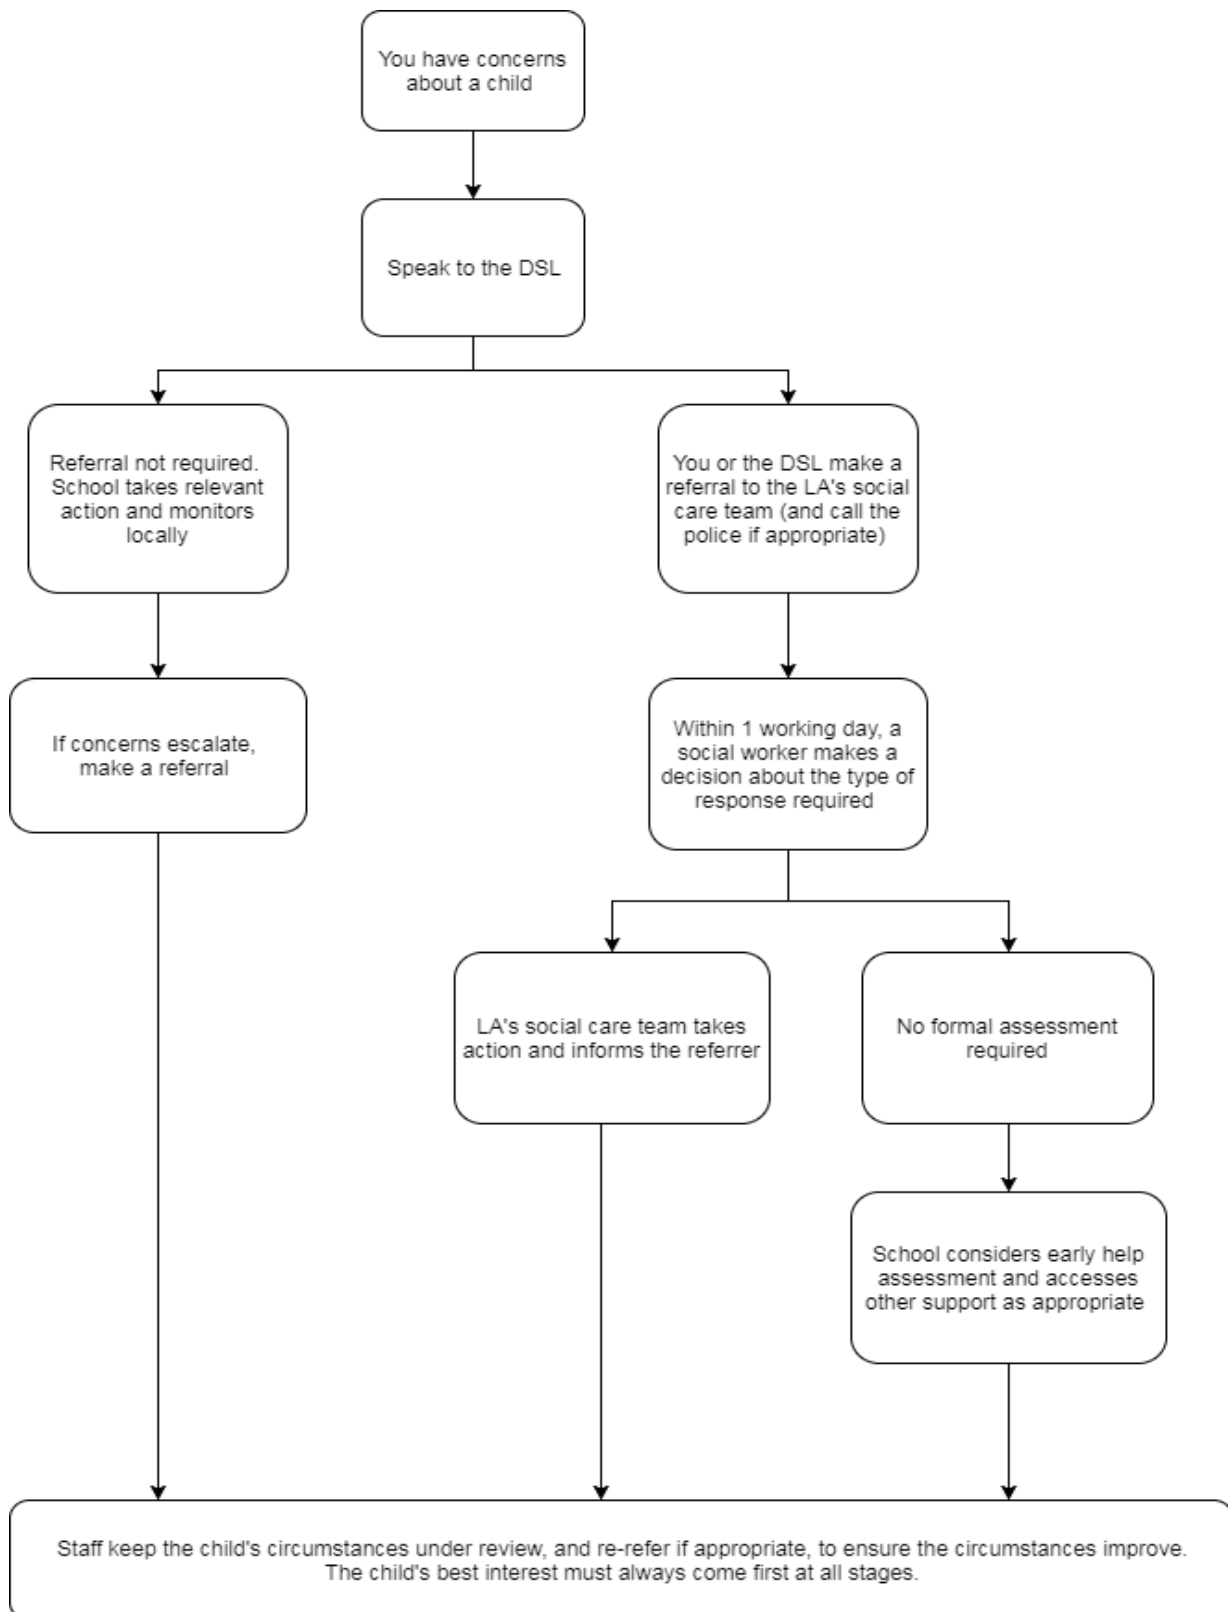 You have concerns
about a child
Speak to the DSL
Referral not required.
School takes relevant
action and monitors
locally
You or the DSL make a
referral to the LA's social
care team (and call the
police if appropriate)
If concerns escalate,
make a referral
Within 1 working day, a
social worker makes a
decision about the type of
response required
LA's social care team takes
action and informs the referrer
No formal assessment
required
School considers early help
assessment and accesses
other support as appropriate
Staff keep the child's circumstances under review, and re-refer if appropriate, to ensure the circumstances improve.
The child's best interest must always come first at all stages.